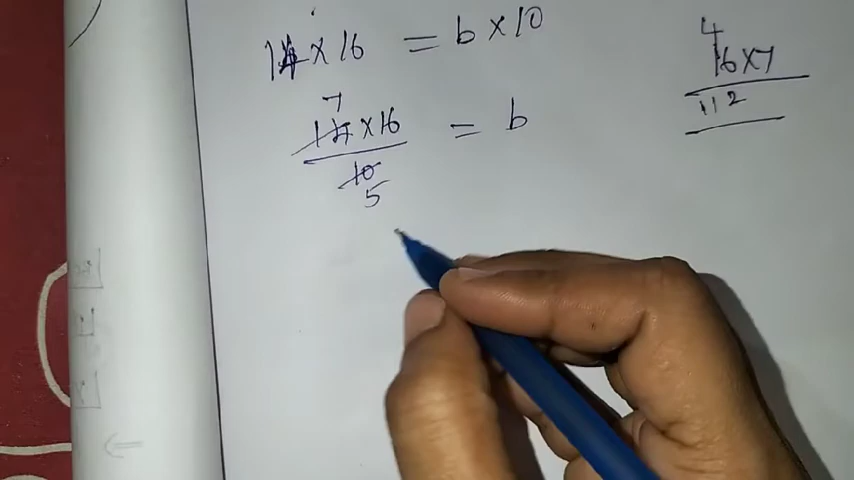 14 × 16 = b × 10
7
14 × 16 = b
10
5
4
16 × 7
112